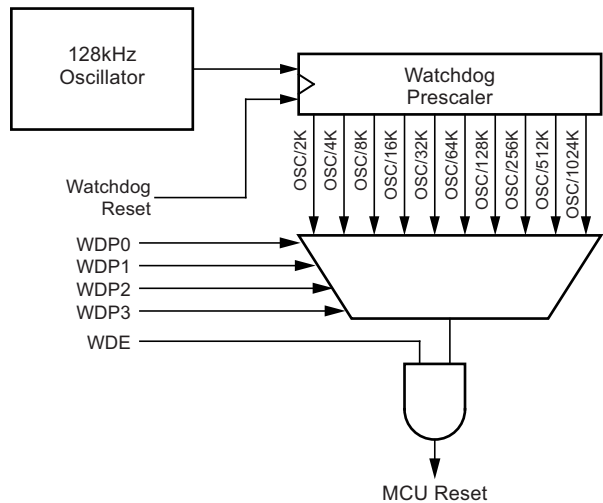 128kHz
Oscillator
Watchdog
Prescaler
OSC/2K
OSC/4K
OSC/8K
OSC/16K
OSC/32K
OSC/64K
OSC/128K
OSC/256K
OSC/512K
OSC/1024K
Watchdog
Reset
WDP0
WDP1
WDP2
WDP3
WDE
MCU Reset